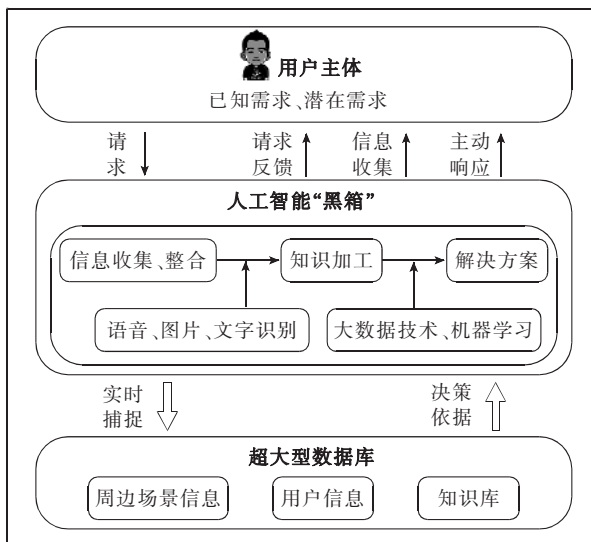 用户主体
已知需求、潜在需求
请求
请求反馈
信息收集
主动响应
人工智能“黑箱”
信息收集、整合
知识加工
解决方案
语音、图片、文字识别
大数据技术、机器学习
实时捕捉
决策依据
超大型数据库
周边场景信息
用户信息
知识库